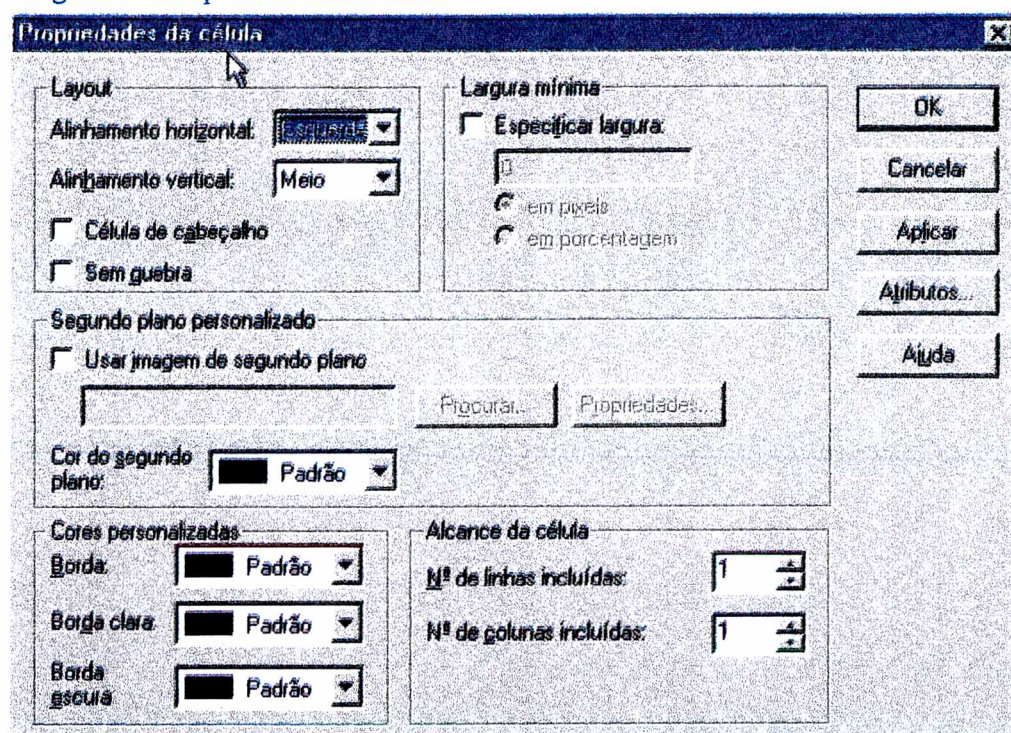 Propriedades da célula
Layout
Alinhamento horizontal:
Alinhamento vertical: Meio
Célula de cabeçalho
Sem quebra
Largura mínima
Especificar largura:
0
em pixels
em porcentagem
OK
Cancelar
Aplicar
Atributos...
Ajuda
Segundo plano personalizado
Usar imagem de segundo plano
Procurar... Propriedades...
Cor do segundo
plano: Padrão
Cores personalizadas
Borda: Padrão
Borda clara: Padrão
Borda
escura Padrão
Alcance da célula
Nº de linhas incluídas: 1
Nº de colunas incluídas: 1